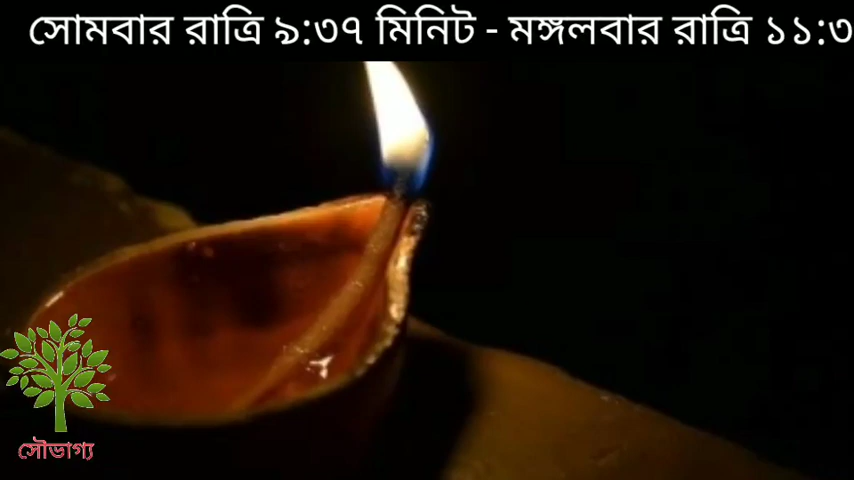 সোমবার রাত্রি ৯:৩৭ মিনিট - মঙ্গলবার রাত্রি ১১:৩
সৌভাগ্য